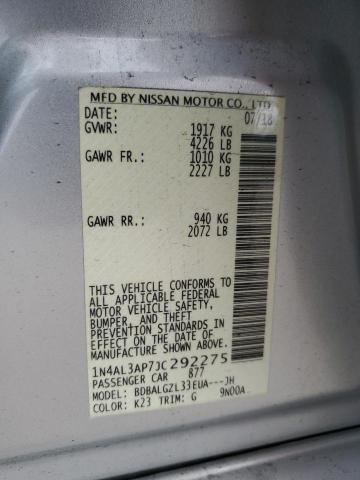 MFD BY NISSAN MOTOR CO., LTD.
DATE: 07/18
GVWR: 1917 KG
4226 LB
GAWR FR.: 1010 KG
2227 LB
GAWR RR.: 940 KG
2072 LB
THIS VEHICLE CONFORMS TO
ALL APPLICABLE FEDERAL
MOTOR VEHICLE SAFETY,
BUMPER, AND THEFT
PREVENTION STANDARDS IN
EFFECT ON THE DATE OF
MANUFACTURE SHOWN ABOVE.
1N4AL3AP7JC292275
PASSENGER CAR 877
MODEL: BDBALGZL33EUA---JH
COLOR: K23 TRIM: G 9N00A